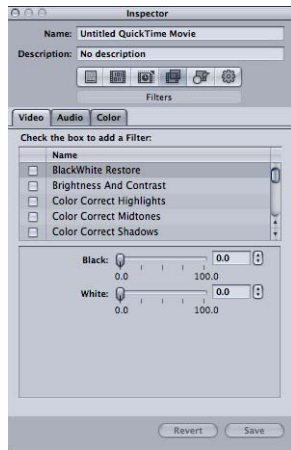 Inspector
Name: Untitled QuickTime Movie
Description: No description
Filters
Video Audio Color
Check the box to add a Filter:
Name
BlackWhite Restore
Brightness And Contrast
Color Correct Highlights
Color Correct Midtones
Color Correct Shadows
Black: 0.0
0.0 100.0
White: 0.0
0.0 100.0
Revert Save